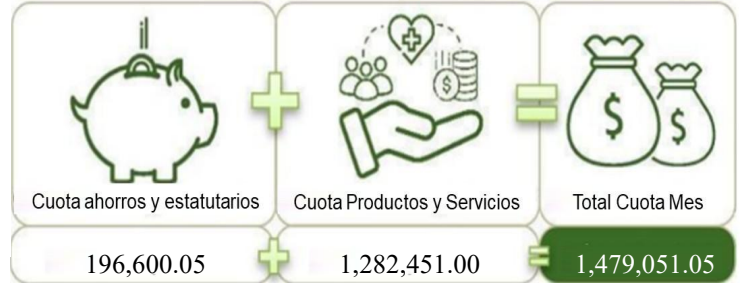 Cuota ahorros y estatutarios
Cuota Productos y Servicios
Total Cuota Mes
196,600.05
1,282,451.00
1,479,051.05